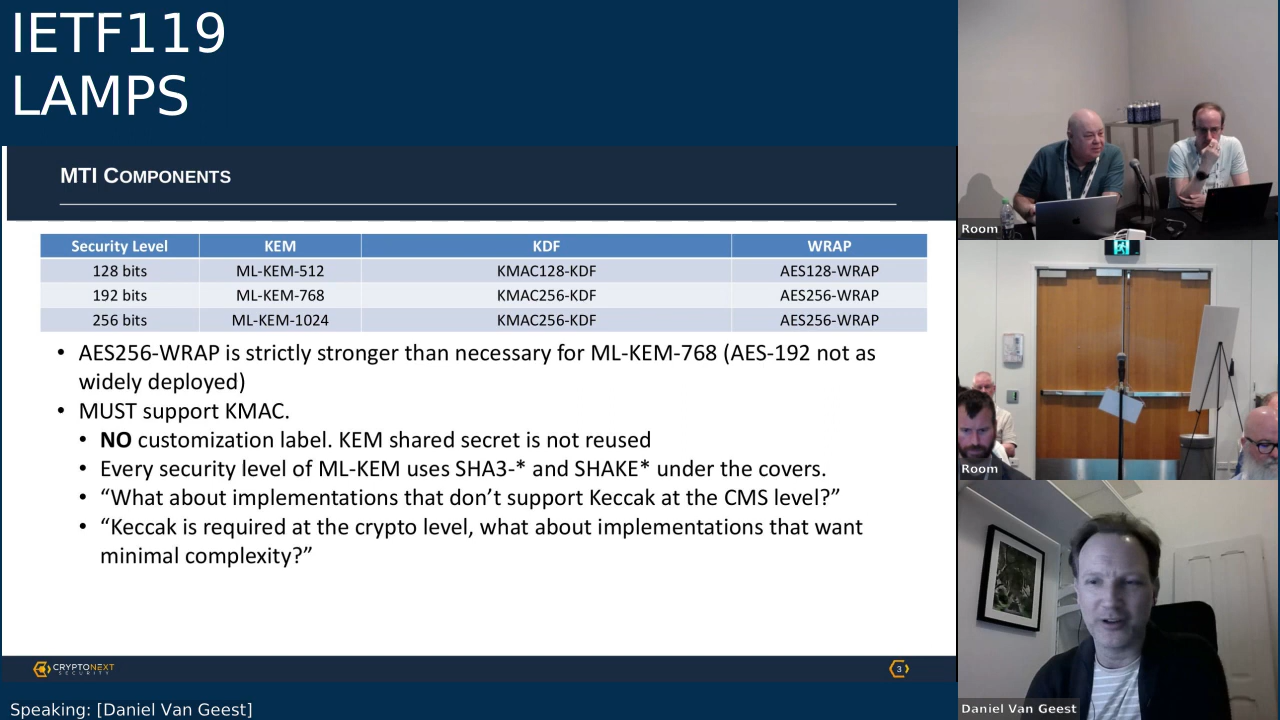 IETF119
LAMPS
MTI COMPONENTS
Security Level KEM KDF WRAP
128 bits ML-KEM-512 KMAC128-KDF AES128-WRAP
192 bits ML-KEM-768 KMAC256-KDF AES256-WRAP
256 bits ML-KEM-1024 KMAC256-KDF AES256-WRAP
• AES256-WRAP is strictly stronger than necessary for ML-KEM-768 (AES-192 not as
widely deployed)
• MUST support KMAC.
• NO customization label. KEM shared secret is not reused
• Every security level of ML-KEM uses SHA3-* and SHAKE* under the covers.
• “What about implementations that don’t support Keccak at the CMS level?”
• “Keccak is required at the crypto level, what about implementations that want
minimal complexity?”
CRYPTONEXT
SECURITY
3
Speaking: [Daniel Van Geest]
Room
Room
Daniel Van Geest